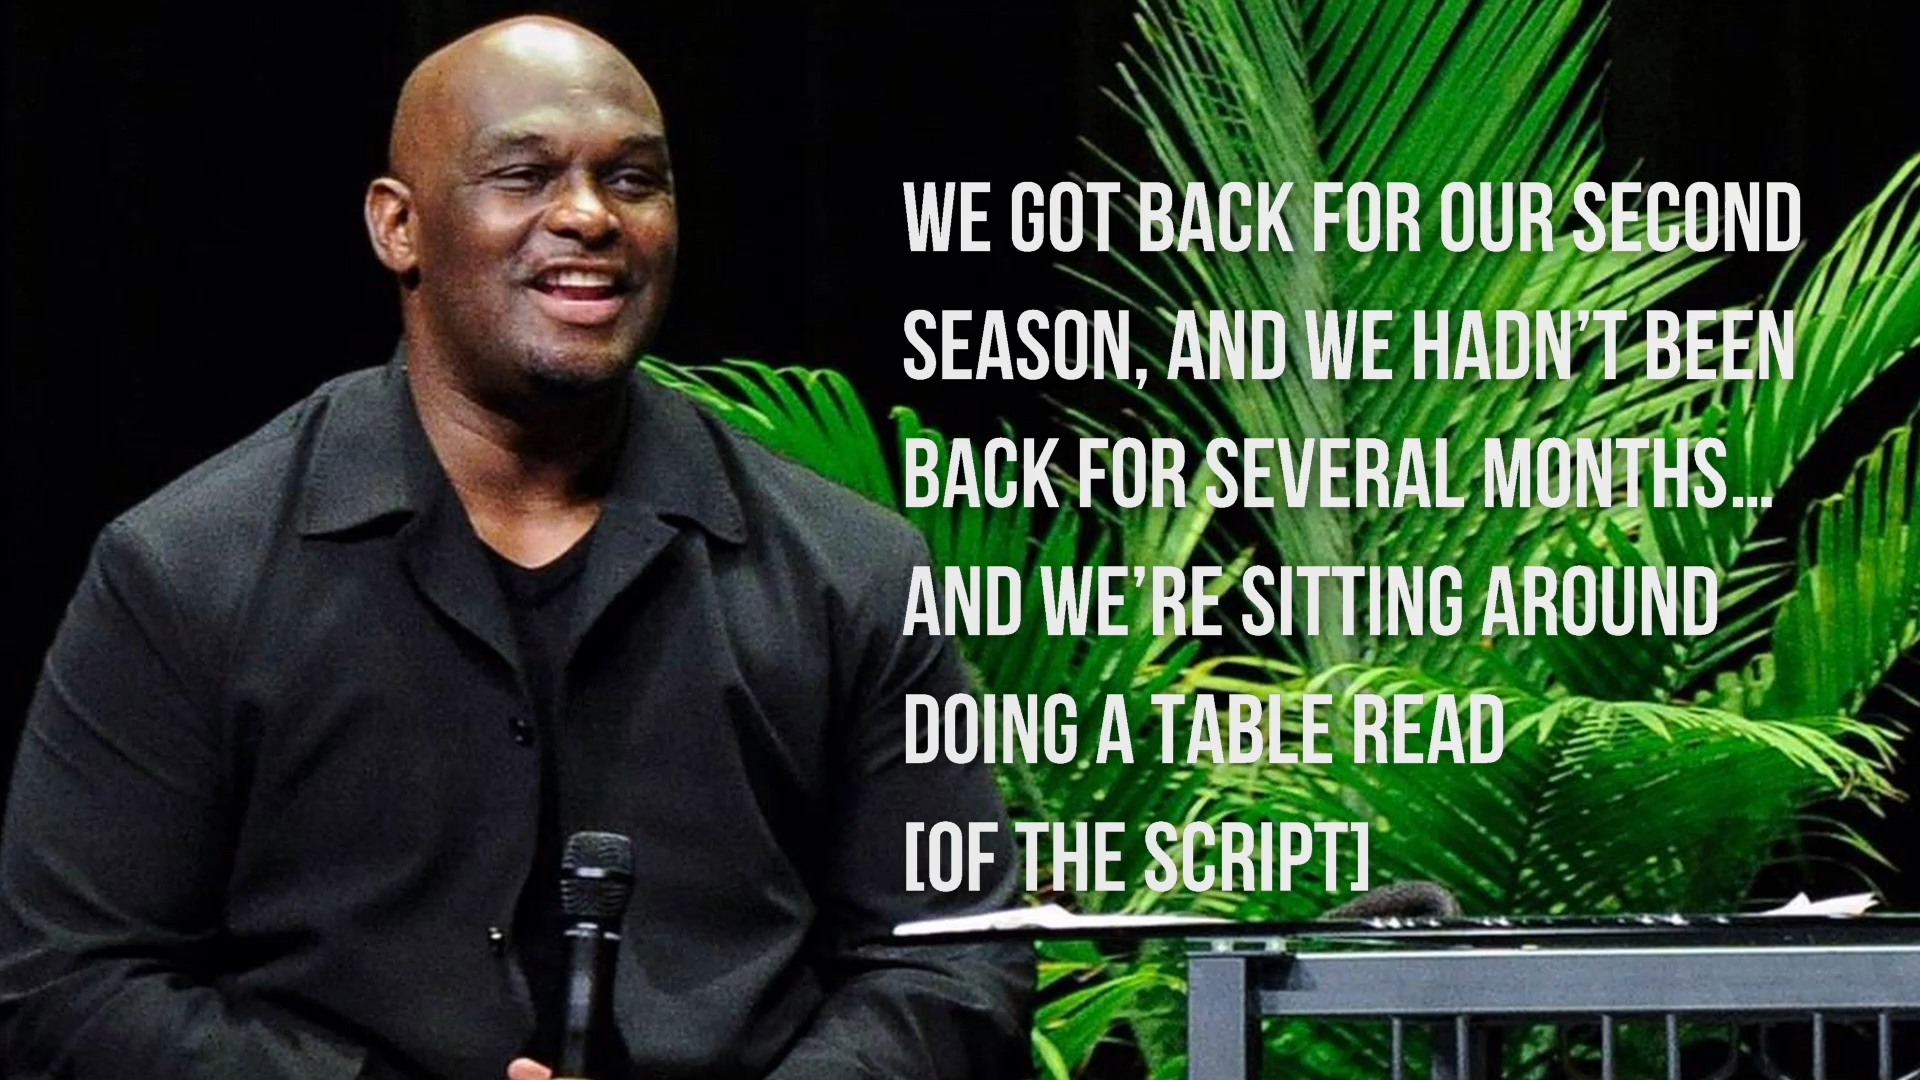 WE GOT BACK FOR OUR SECOND
SEASON, AND WE HADN’T BEEN
BACK FOR SEVERAL MONTHS…
AND WE’RE SITTING AROUND
DOING A TABLE READ
[OF THE SCRIPT]